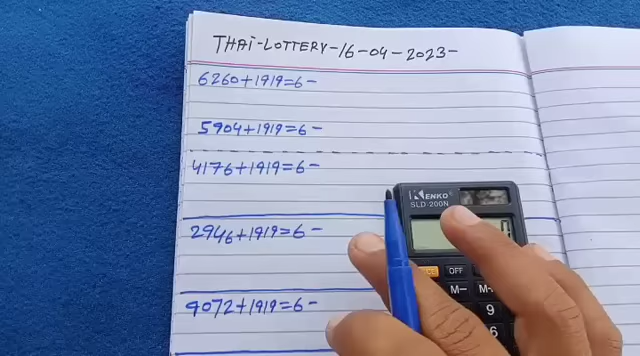 THAI-LOTTERY-16-04-2023-
6260+1919=6-
5904+1919=6-
4176+1919=6-
2946+1919=6-
9072+1919=6-
KENKO
SLD-200N
CE OFF
M-
9
6